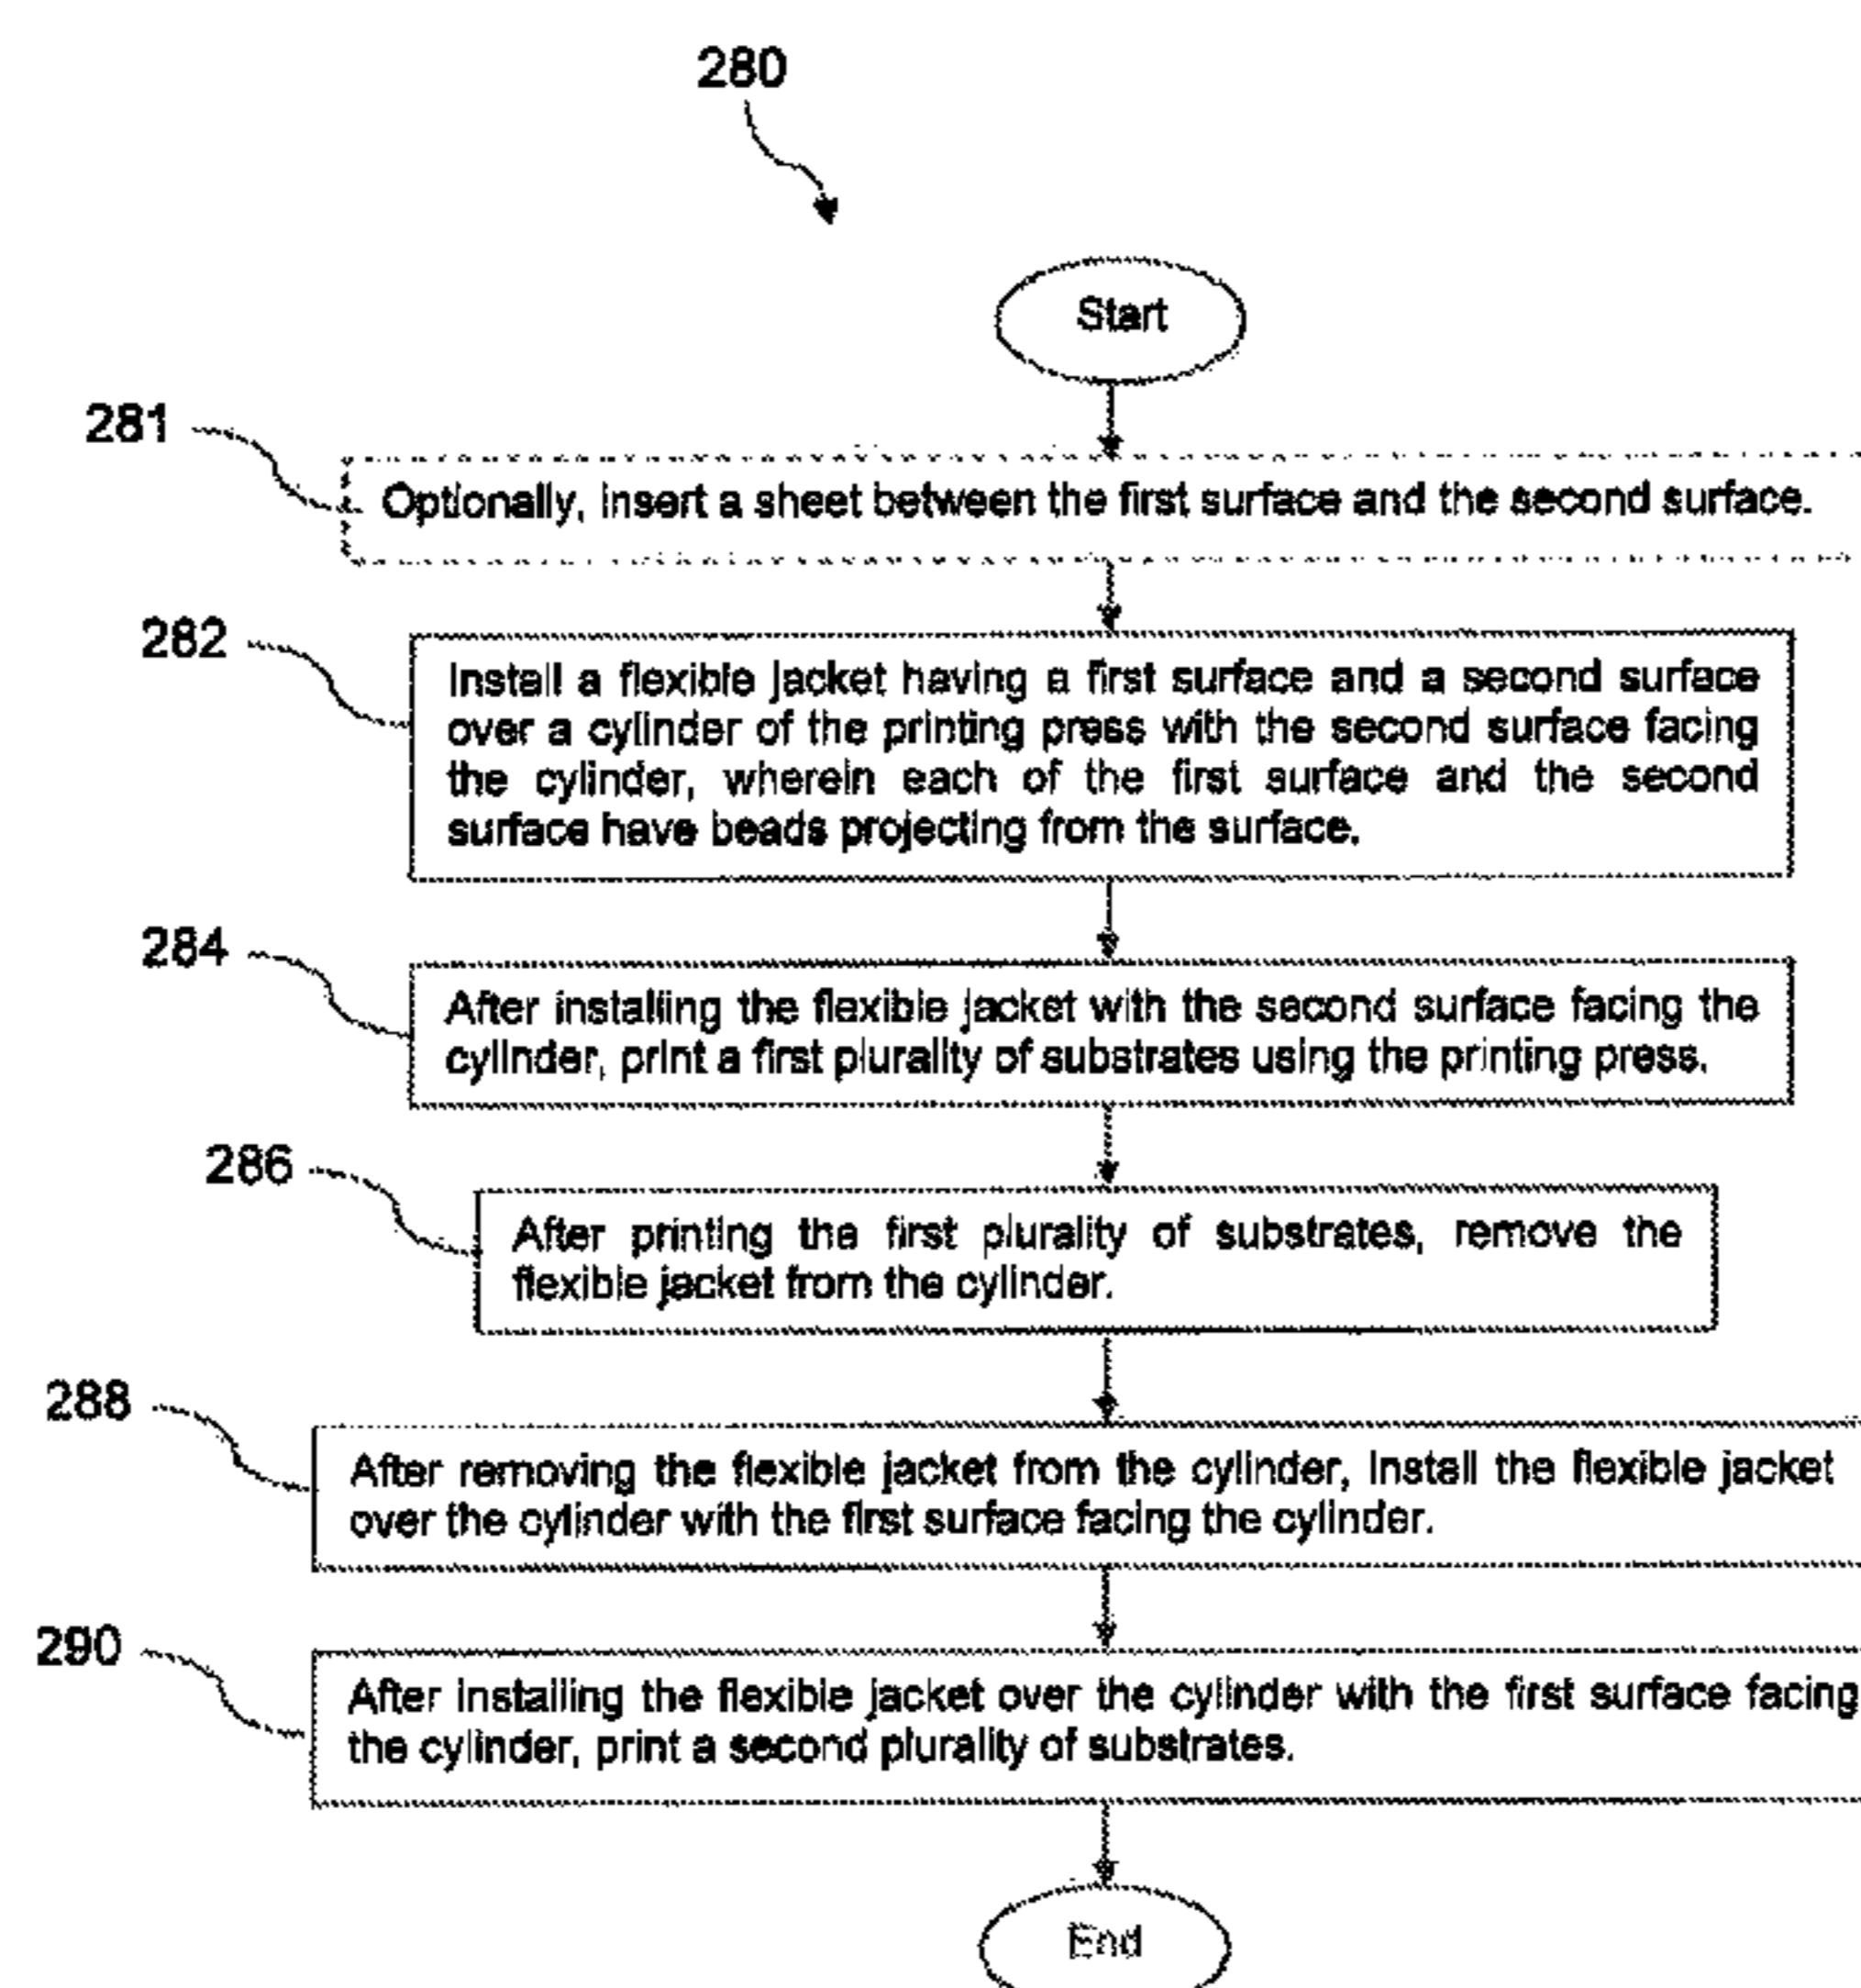 280
Start
281
Optionally, insert a sheet between the first surface and the second surface.
282
Install a flexible jacket having a first surface and a second surface
over a cylinder of the printing press with the second surface facing
the cylinder, wherein each of the first surface and the second
surface have beads projecting from the surface.
284
After installing the flexible jacket with the second surface facing the
cylinder, print a first plurality of substrates using the printing press.
286
After printing the first plurality of substrates, remove the
flexible jacket from the cylinder.
288
After removing the flexible jacket from the cylinder, install the flexible jacket
over the cylinder with the first surface facing the cylinder.
290
After installing the flexible jacket over the cylinder with the first surface facing
the cylinder, print a second plurality of substrates.
End